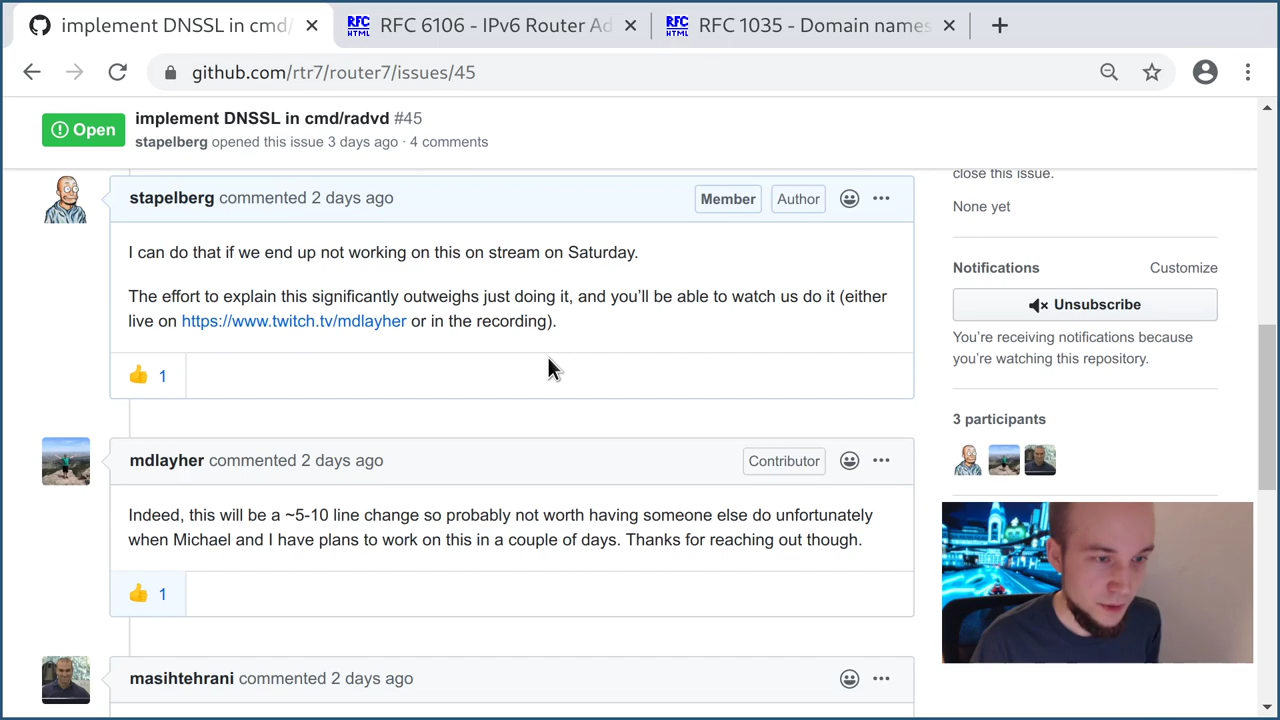 implement DNSSL in cmd/
RFC HTML
RFC 6106 - IPv6 Router Ad
RFC HTML
RFC 1035 - Domain names
github.com/rtr7/router7/issues/45
Open
implement DNSSL in cmd/radvd #45
stapelberg opened this issue 3 days ago · 4 comments
stapelberg commented 2 days ago
Member
Author
I can do that if we end up not working on this on stream on Saturday.
The effort to explain this significantly outweighs just doing it, and you’ll be able to watch us do it (either
live on https://www.twitch.tv/mdlayher or in the recording).
👍 1
mdlayher commented 2 days ago
Contributor
Indeed, this will be a ~5-10 line change so probably not worth having someone else do unfortunately
when Michael and I have plans to work on this in a couple of days. Thanks for reaching out though.
👍 1
masihtehrani commented 2 days ago
close this issue.
None yet
Notifications
Customize
Unsubscribe
You’re receiving notifications because
you’re watching this repository.
3 participants